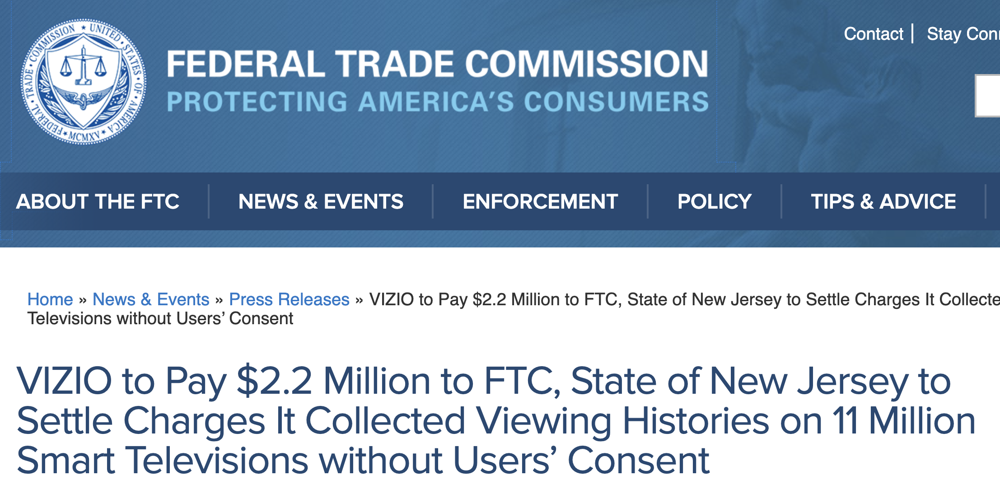 FEDERAL TRADE COMMISSION ★ UNITED STATES OF AMERICA ★ MCMXV ★
Contact | Stay Con
FEDERAL TRADE COMMISSION
PROTECTING AMERICA’S CONSUMERS
ABOUT THE FTC
NEWS & EVENTS
ENFORCEMENT
POLICY
TIPS & ADVICE
Home » News & Events » Press Releases » VIZIO to Pay $2.2 Million to FTC, State of New Jersey to Settle Charges It Collecte
Televisions without Users’ Consent
VIZIO to Pay $2.2 Million to FTC, State of New Jersey to
Settle Charges It Collected Viewing Histories on 11 Million
Smart Televisions without Users’ Consent